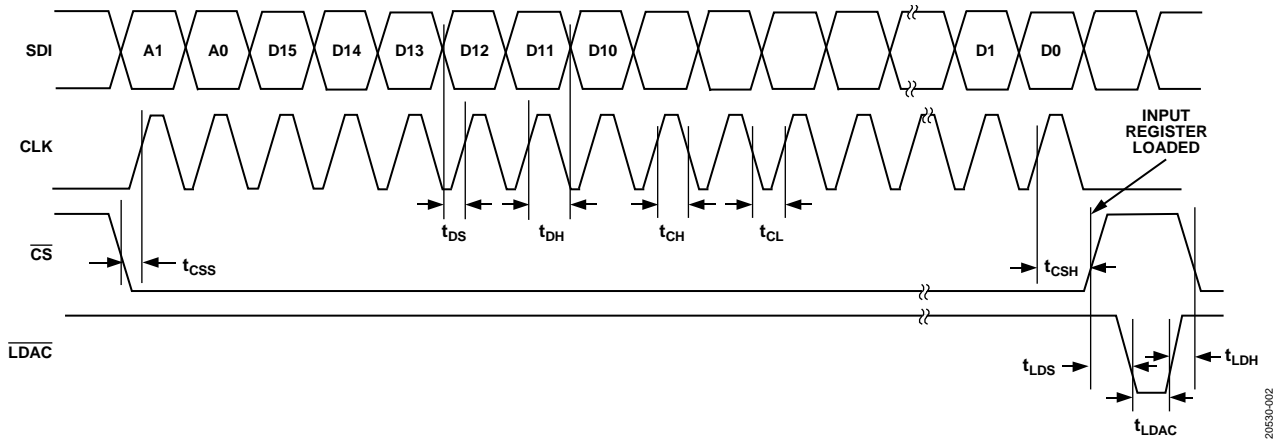 SDI A1 A0 D15 D14 D13 D12 D11 D10 D1 D0
INPUT
REGISTER
LOADED
CLK
tDS tDH tCH tCL
CS
tCSS tCSH
LDAC
tLDS tLDH
tLDAC
20530-002